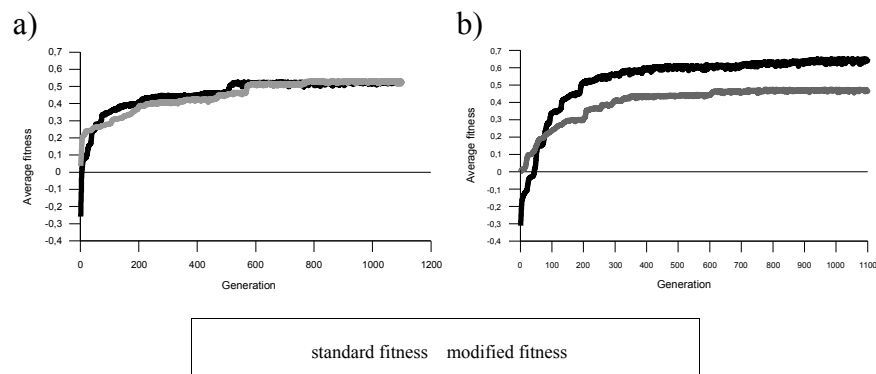 a)
0,7
0,6
0,5
0,4
0,3
0,2
0,1
0
-0,1
-0,2
-0,3
-0,4
Average fitness
0 200 400 600 800 1000 1200
Generation
b)
0,7
0,6
0,5
0,4
0,3
0,2
0,1
0
-0,1
-0,2
-0,3
-0,4
Average fitness
0 100 200 300 400 500 600 700 800 900 1000 1100
Generation
standard fitness modified fitness